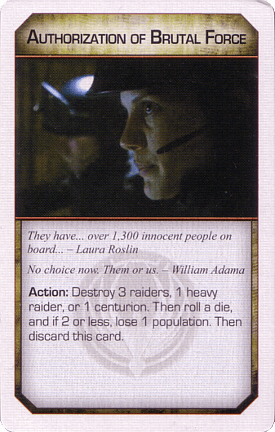 AUTHORIZATION OF BRUTAL FORCE
They have... over 1,300 innocent people on
board... – Laura Roslin
No choice now. Them or us. – William Adama
Action: Destroy 3 raiders, 1 heavy
raider, or 1 centurion. Then roll a die,
and if 2 or less, lose 1 population. Then
discard this card.